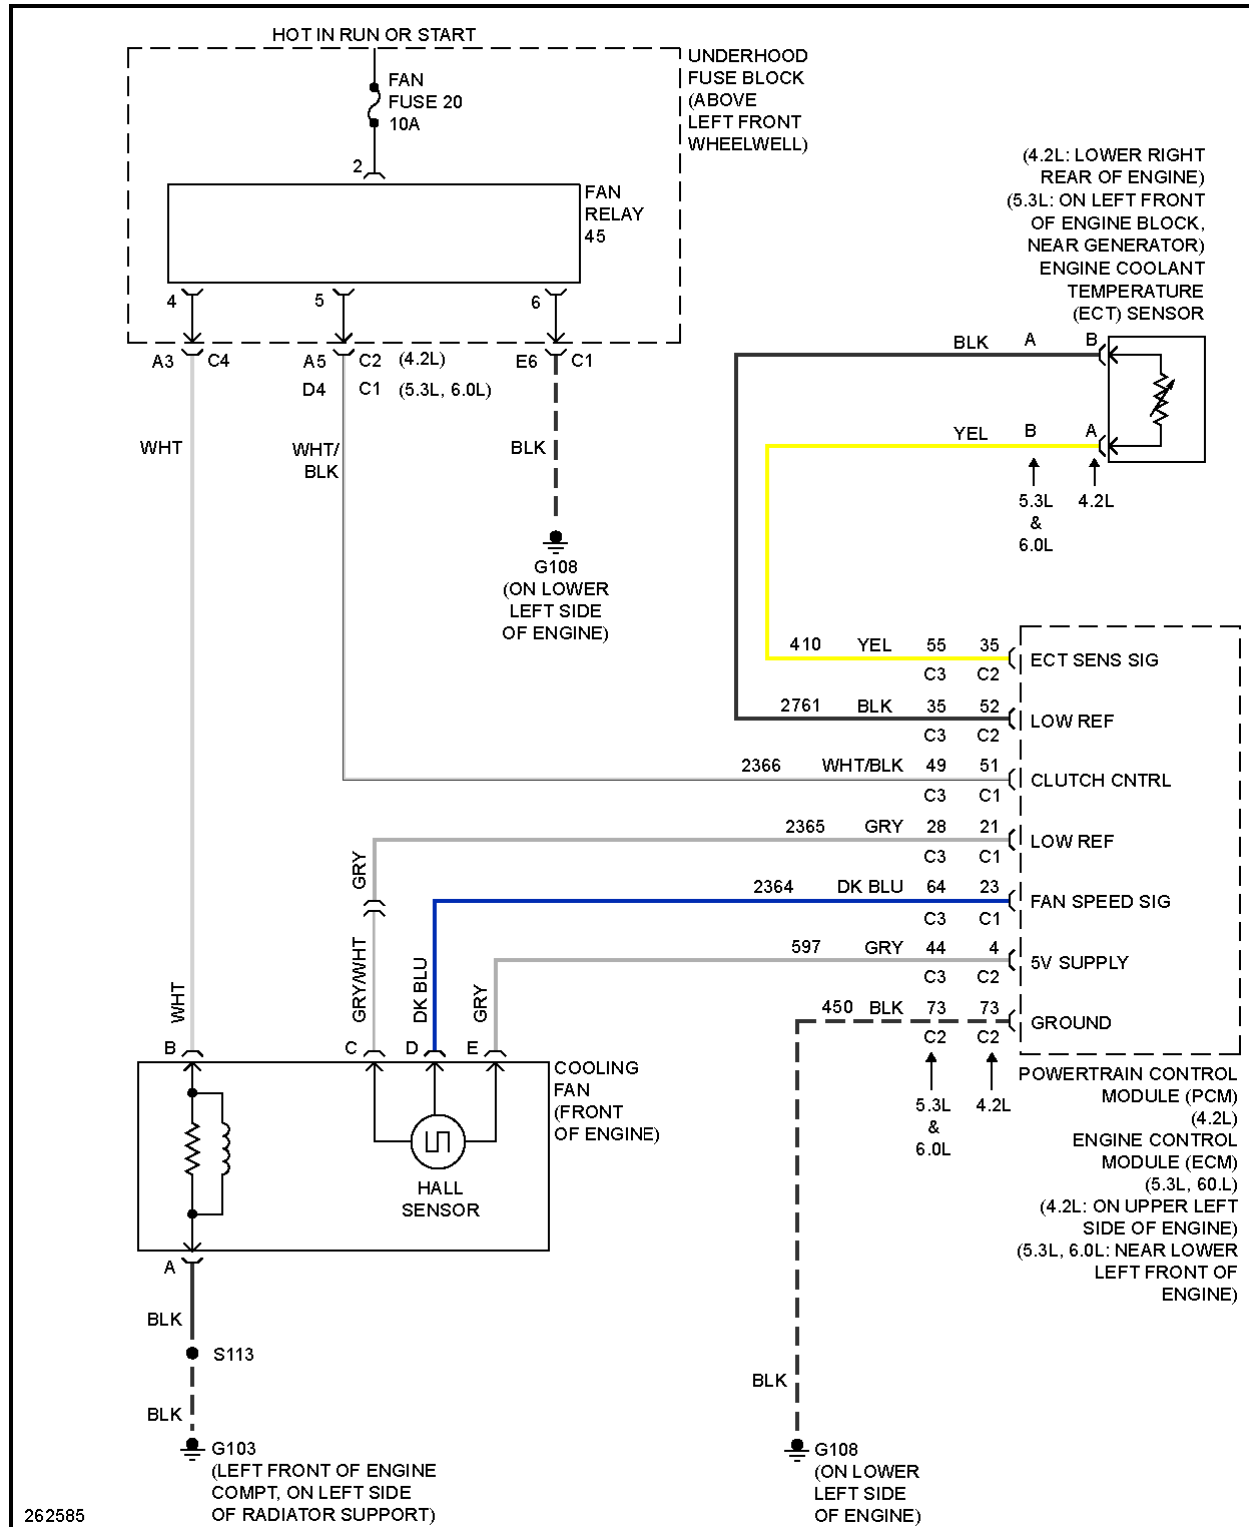 HOT IN RUN OR START
UNDERHOOD
FUSE BLOCK
(ABOVE
LEFT FRONT
WHEELWELL)
FAN
FUSE 20
10A
2
FAN
RELAY
45
4
5
6
A3 C4
A5 C2 (4.2L)
D4 C1 (5.3L, 6.0L)
E6 C1
WHT
WHT/
BLK
BLK
G108
(ON LOWER
LEFT SIDE
OF ENGINE)
(4.2L: LOWER RIGHT
REAR OF ENGINE)
(5.3L: ON LEFT FRONT
OF ENGINE BLOCK,
NEAR GENERATOR)
ENGINE COOLANT
TEMPERATURE
(ECT) SENSOR
BLK A B
YEL B A
5.3L
&
6.0L
4.2L
410 YEL 55 35
C3 C2
ECT SENS SIG
2761 BLK 35 52
C3 C2
LOW REF
2366 WHT/BLK 49 51
C3 C1
CLUTCH CNTRL
2365 GRY 28 21
C3 C1
LOW REF
2364 DK BLU 64 23
C3 C1
FAN SPEED SIG
597 GRY 44 4
C3 C2
5V SUPPLY
450 BLK 73 73
C2 C2
GROUND
5.3L
&
6.0L
4.2L
POWERTRAIN CONTROL
MODULE (PCM)
(4.2L)
ENGINE CONTROL
MODULE (ECM)
(5.3L, 60.L)
(4.2L: ON UPPER LEFT
SIDE OF ENGINE)
(5.3L, 6.0L: NEAR LOWER
LEFT FRONT OF
ENGINE)
GRY
WHT
GRY/WHT
DK BLU
GRY
B
C
D
E
COOLING
FAN
(FRONT
OF ENGINE)
HALL
SENSOR
A
BLK
S113
BLK
G103
(LEFT FRONT OF ENGINE
COMPT, ON LEFT SIDE
OF RADIATOR SUPPORT)
BLK
G108
(ON LOWER
LEFT SIDE
OF ENGINE)
262585